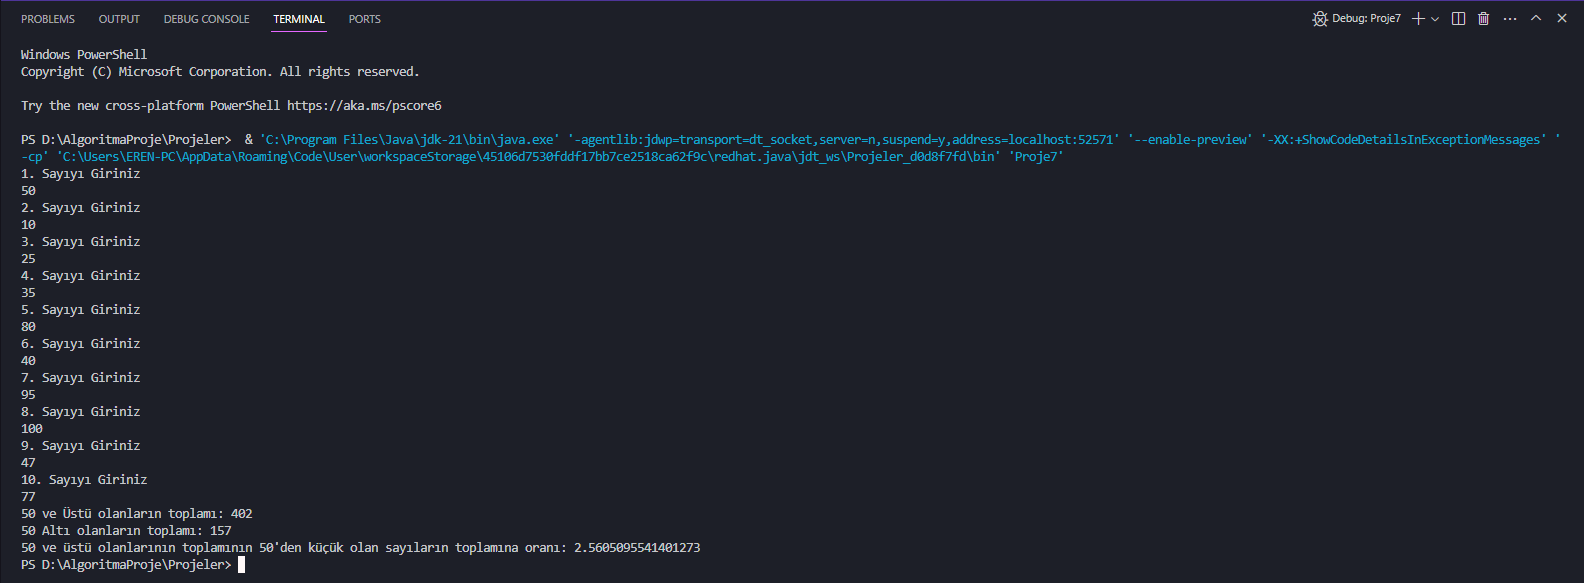 PROBLEMS OUTPUT DEBUG CONSOLE TERMINAL PORTS Debug: Proje7
Windows PowerShell
Copyright (C) Microsoft Corporation. All rights reserved.
Try the new cross-platform PowerShell https://aka.ms/pscore6
PS D:\AlgoritmaProje\Projeler>  & 'C:\Program Files\Java\jdk-21\bin\java.exe' '-agentlib:jdwp=transport=dt_socket,server=n,suspend=y,address=localhost:52571' '--enable-preview' '-XX:+ShowCodeDetailsInExceptionMessages' '
-cp' 'C:\Users\EREN-PC\AppData\Roaming\Code\User\workspaceStorage\45106d7530fddf17bb7ce2518ca62f9c\redhat.java\jdt_ws\Projeler_d0d8f7fd\bin' 'Proje7'
1. Sayıyı Giriniz
50
2. Sayıyı Giriniz
10
3. Sayıyı Giriniz
25
4. Sayıyı Giriniz
35
5. Sayıyı Giriniz
80
6. Sayıyı Giriniz
40
7. Sayıyı Giriniz
95
8. Sayıyı Giriniz
100
9. Sayıyı Giriniz
47
10. Sayıyı Giriniz
77
50 ve Üstü olanların toplamı: 402
50 Altı olanların toplamı: 157
50 ve üstü olanlarının toplamının 50'den küçük olan sayıların toplamına oranı: 2.5605095541401273
PS D:\AlgoritmaProje\Projeler>